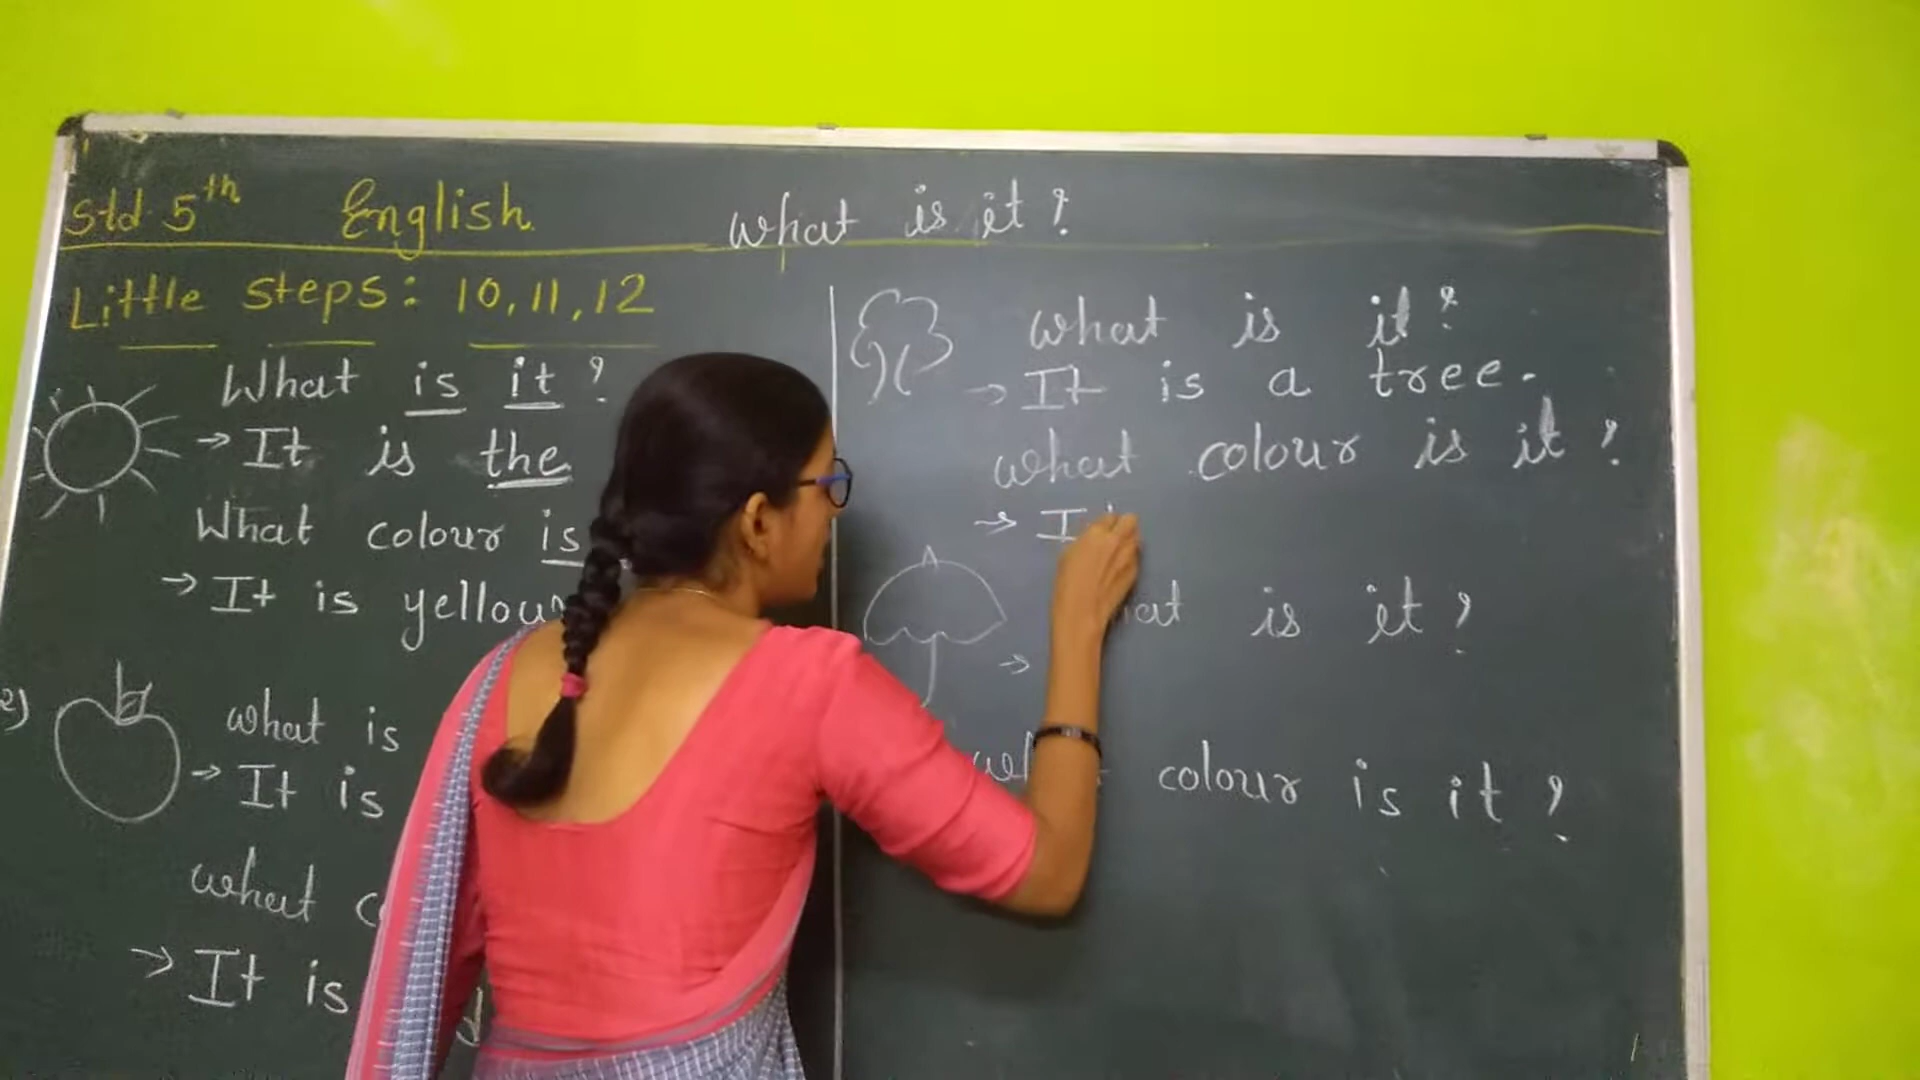 Std 5th English what is it?
Little steps: 10, 11, 12
What is it?
→ It is the
What colour is
→ It is yellow
2) what is
→ It is
what c
→ It is
what is it?
→ It is a tree.
what colour is it?
→ It
is it?
→
colour is it?